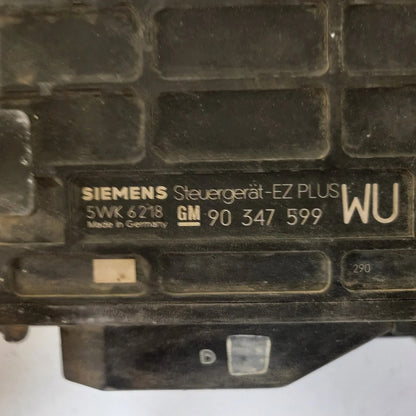 SIEMENS Steuergerät-EZ PLUS WU
5WK 6218 GM 90 347 599
Made in Germany
290
D